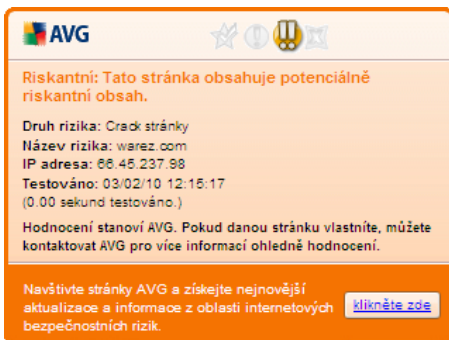 AVG
Riskantní: Tato stránka obsahuje potenciálně
riskantní obsah.
Druh rizika: Crack stránky
Název rizika: warez.com
IP adresa: 66.45.237.98
Testováno: 03/02/10 12:15:17
(0.00 sekund testováno.)
Hodnocení stanoví AVG. Pokud danou stránku vlastníte, můžete
kontaktovat AVG pro více informací ohledně hodnocení.
Navštivte stránky AVG a získejte nejnovější
aktualizace a informace z oblasti internetových
bezpečnostních rizik.
klikněte zde